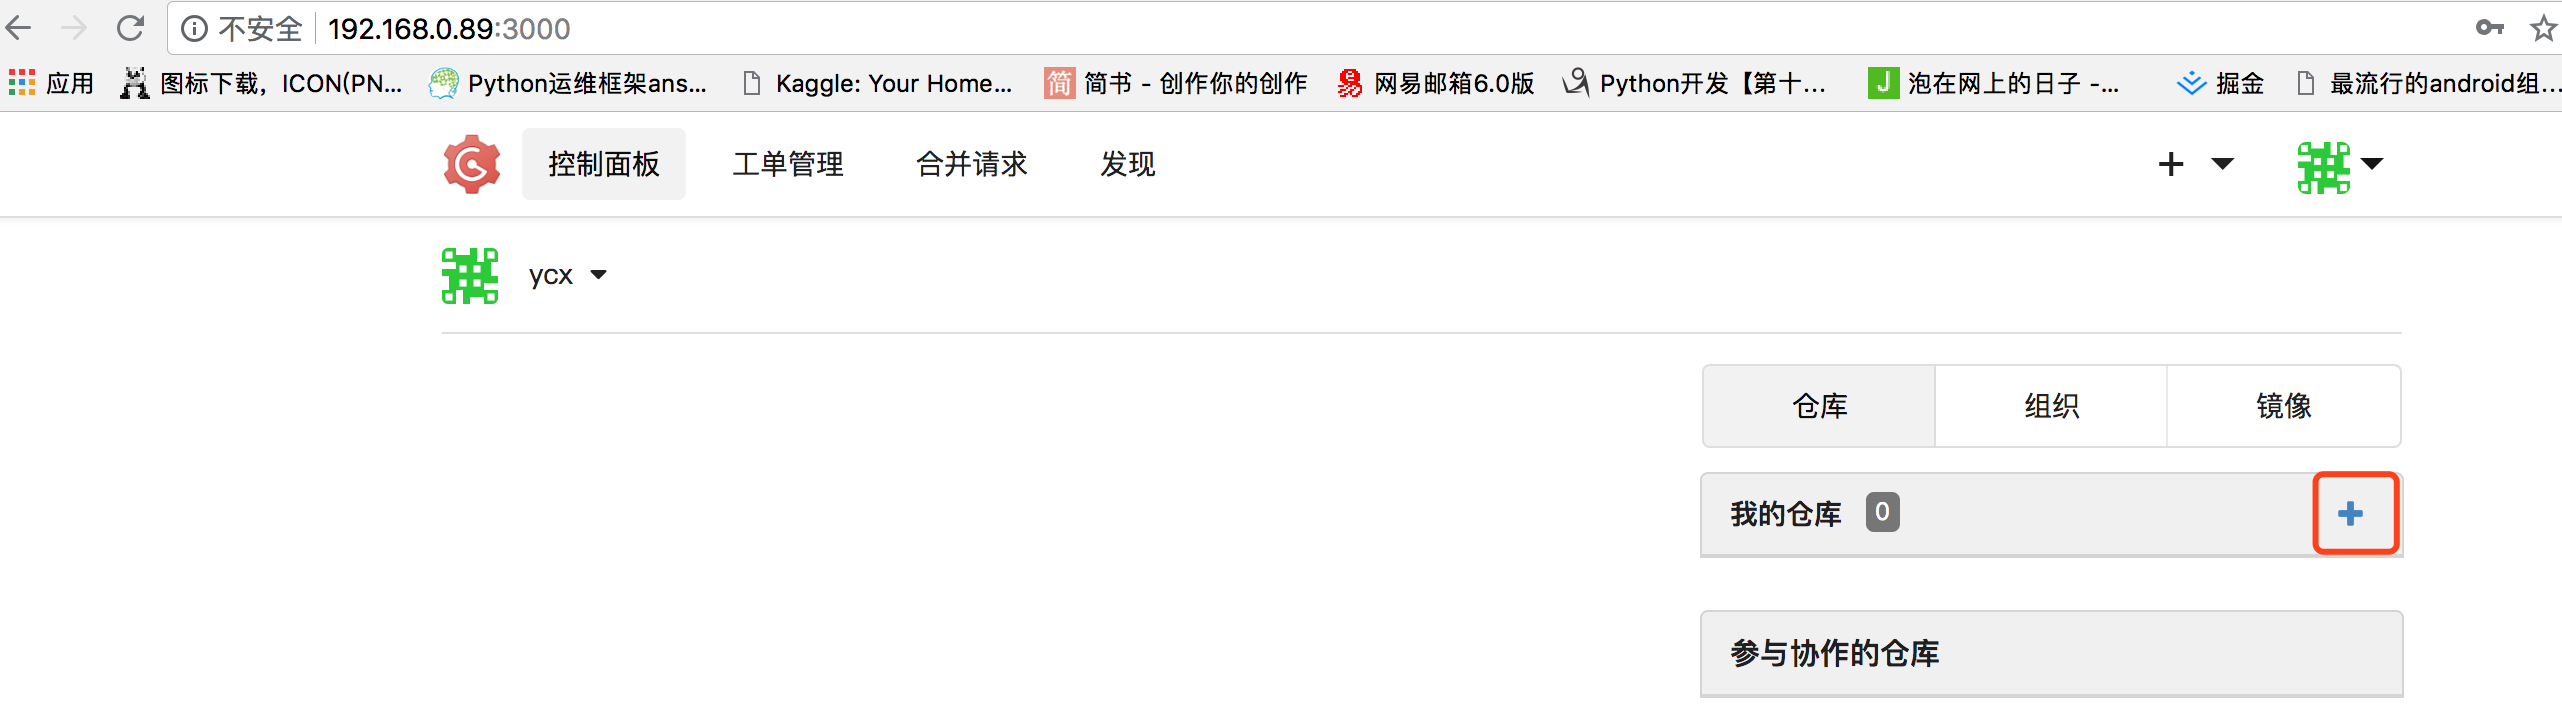 不安全 192.168.0.89:3000
应用 图标下载，ICON(PN... Python运维框架ans... Kaggle: Your Home... 简书 - 创作你的创作 网易邮箱6.0版 Python开发【第十... 泡在网上的日子 -... 掘金 最流行的android组...
控制面板 工单管理 合并请求 发现
ycx
仓库 组织 镜像
我的仓库 0
参与协作的仓库